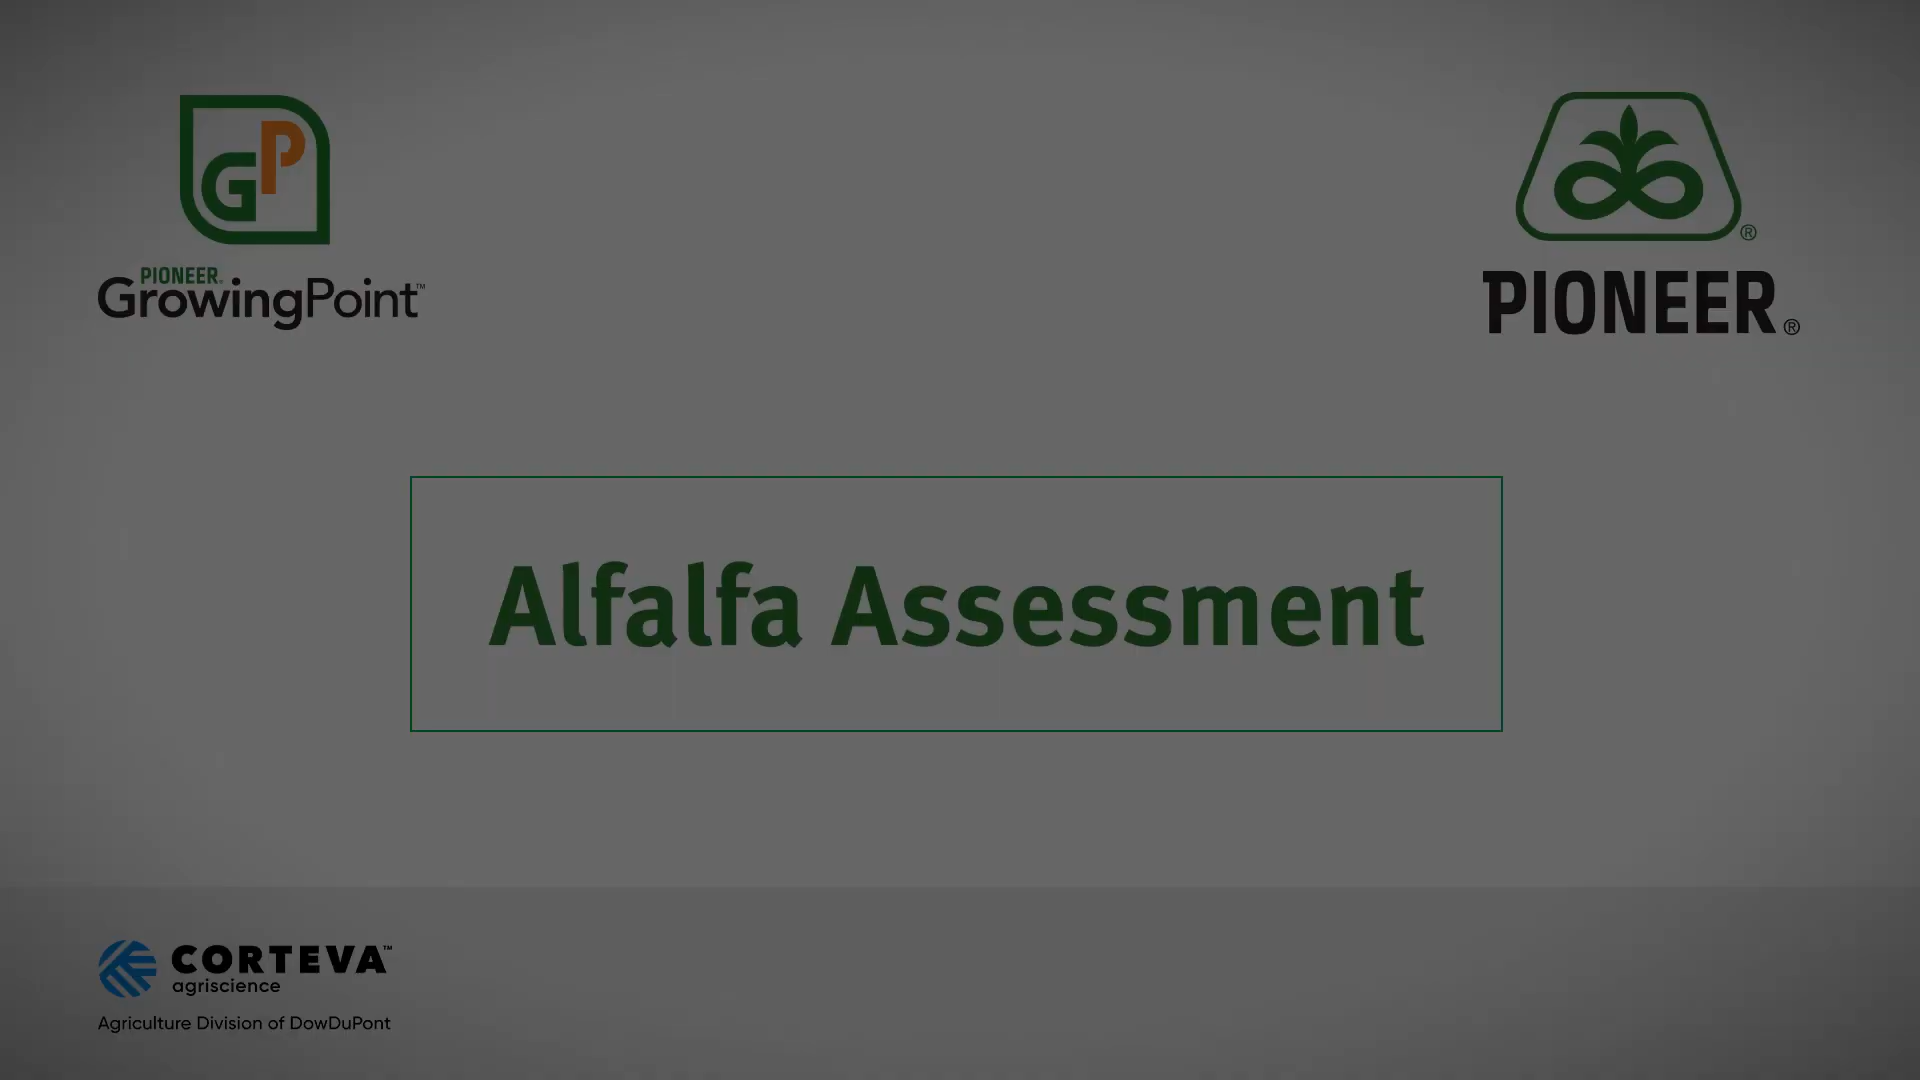 GP
PIONEER®
GrowingPoint™
®
PIONEER®
Alfalfa Assessment
CORTEVA™
agriscience
Agriculture Division of DowDuPont